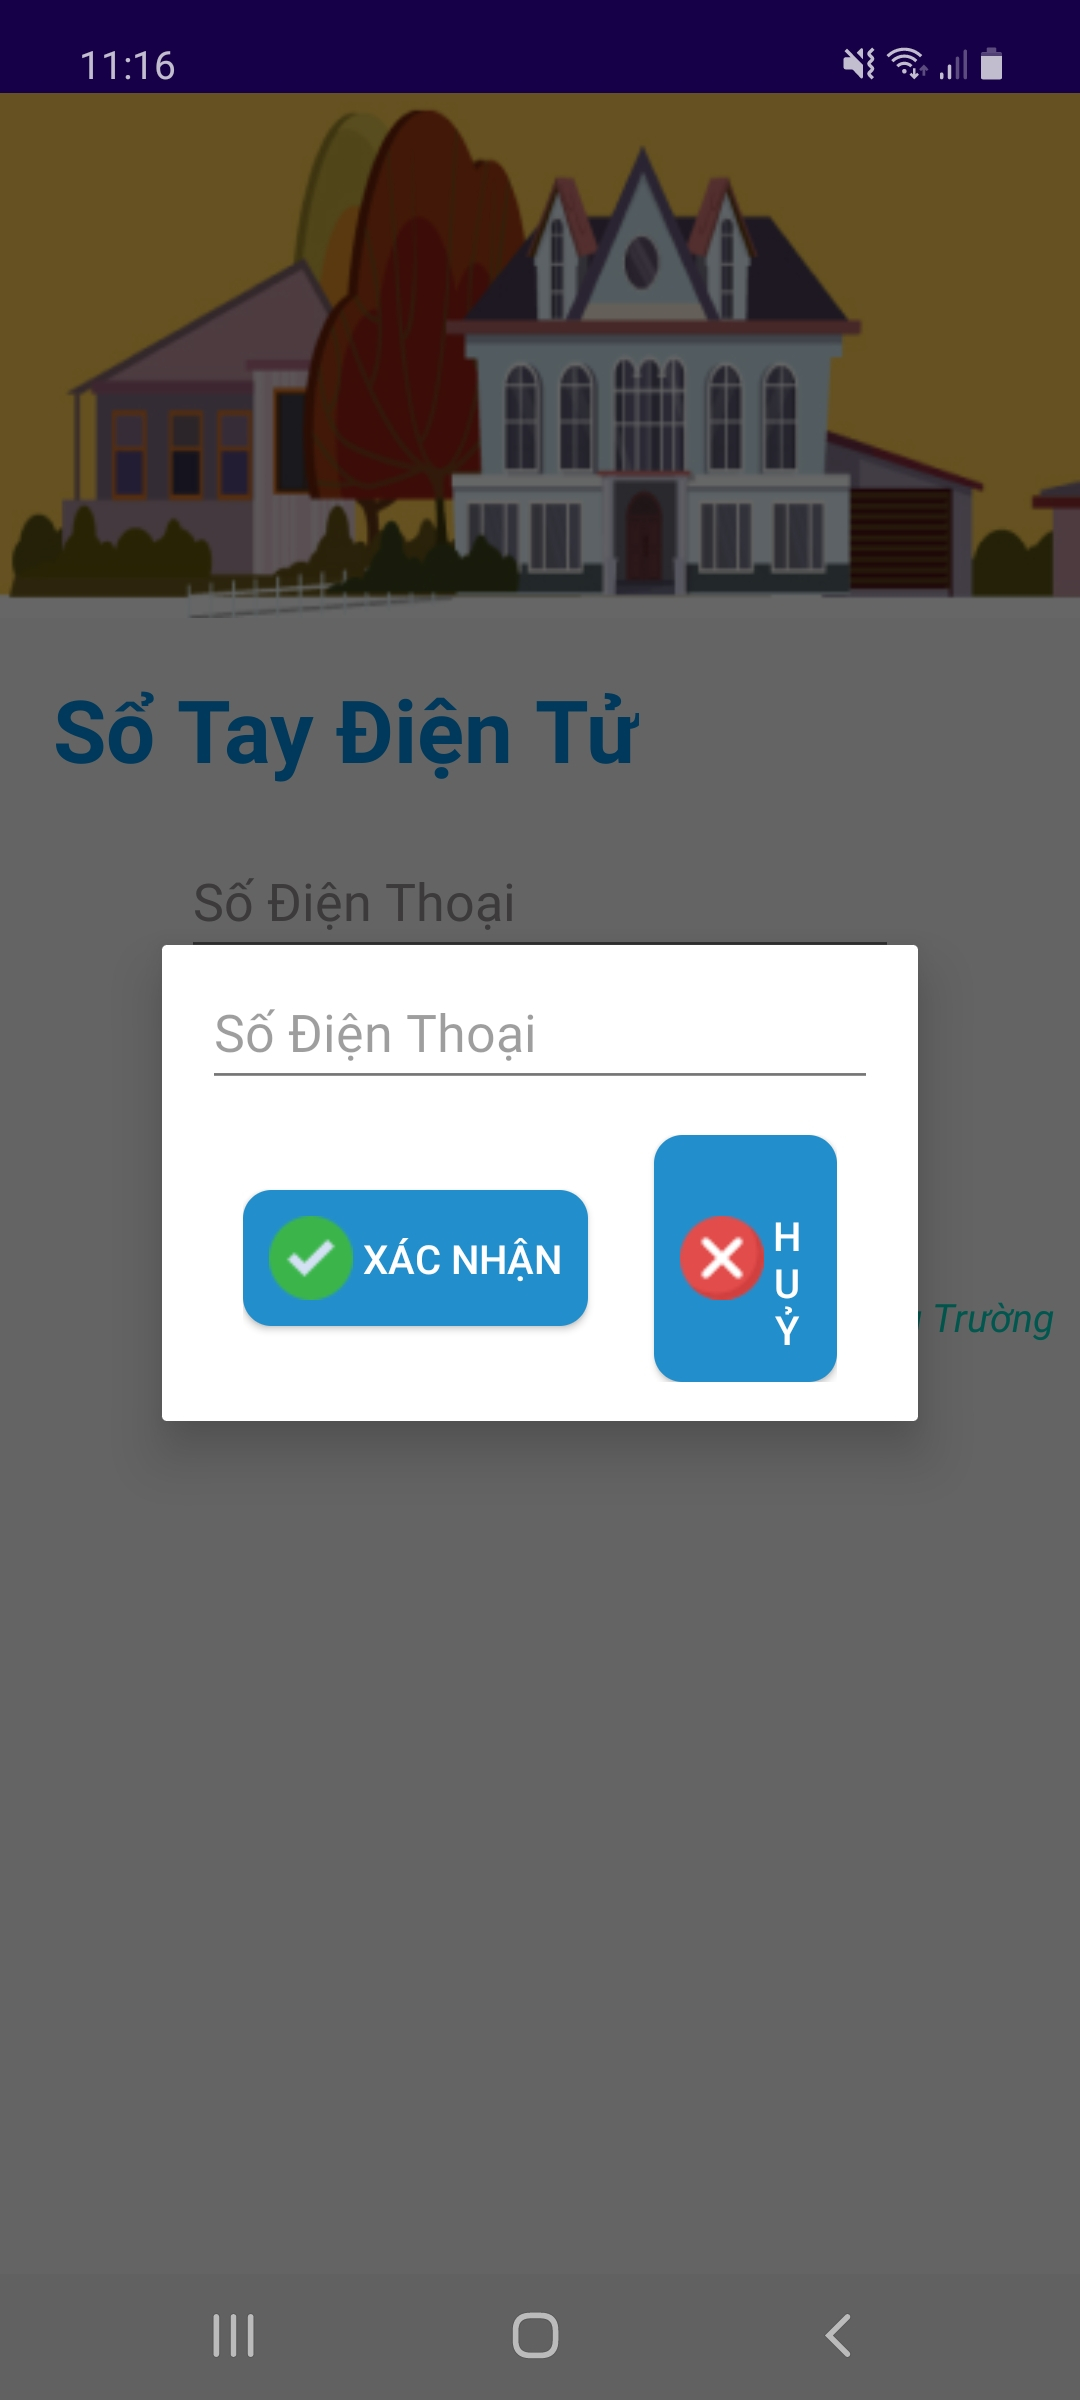 11:16
Sổ Tay Điện Tử
Số Điện Thoại
Số Điện Thoại
XÁC NHẬN
H
U
Ỷ
Trường